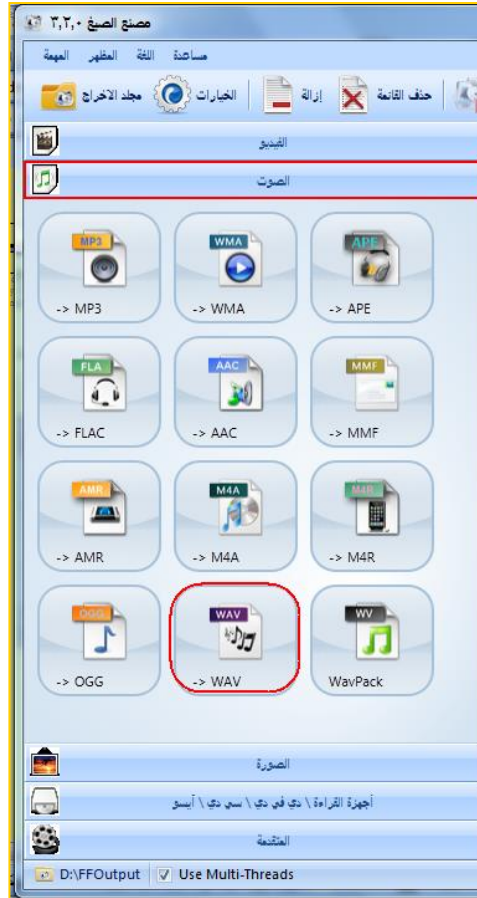 مصنع الصيغ ٣,٢,٠
المهمة المظهر اللغة مساعدة
مجلد الاخراج الخيارات إزالة حذف القائمة
الفيديو
الصوت
MP3 WMA APE
-> MP3 -> WMA -> APE
FLA AAC MMF
-> FLAC -> AAC -> MMF
AMR M4A M4R
-> AMR -> M4A -> M4R
OGG WAV WV
-> OGG -> WAV WavPack
الصورة
أجهزة القراءة \ دي في دي \ سي دي \ آيسو
المتقدمة
D:\FFOutput Use Multi-Threads